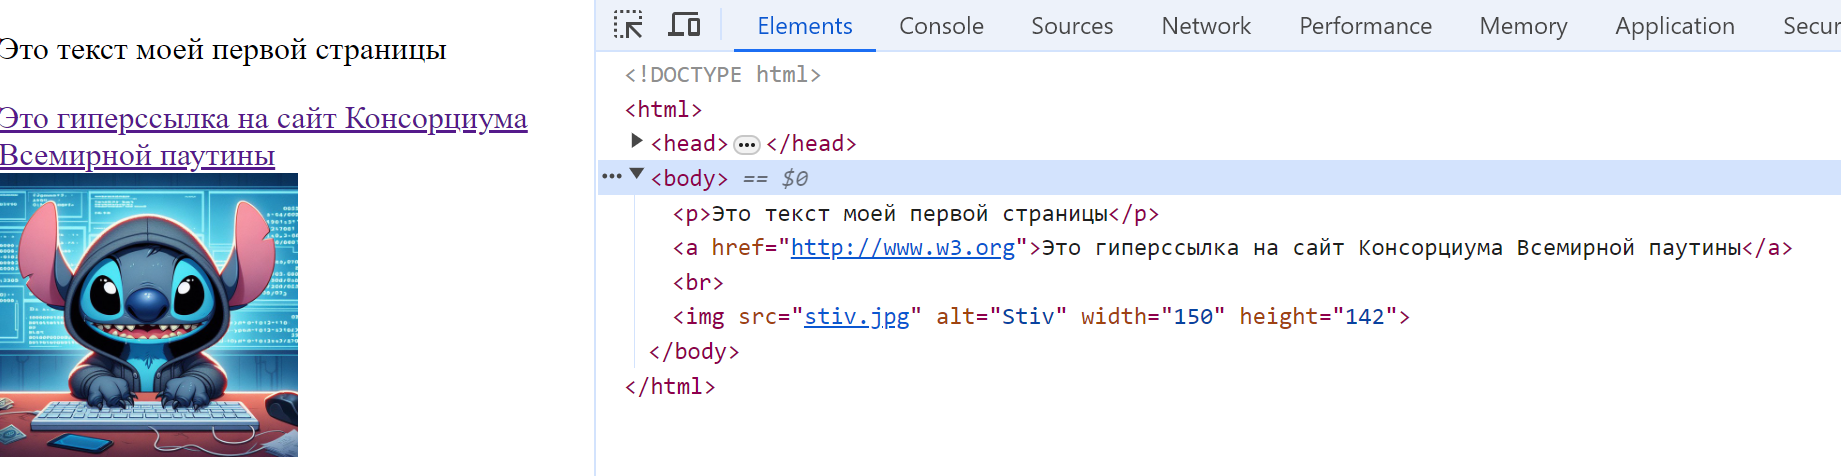 Это текст моей первой страницы
Это гиперссылка на сайт Консорциума
Всемирной паутины
Elements Console Sources Network Performance Memory Application Secur
<!DOCTYPE html>
<html>
<head> ••• </head>
••• <body> == $0
<p>Это текст моей первой страницы</p>
<a href="http://www.w3.org">Это гиперссылка на сайт Консорциума Всемирной паутины</a>
<br>
<img src="stiv.jpg" alt="Stiv" width="150" height="142">
</body>
</html>